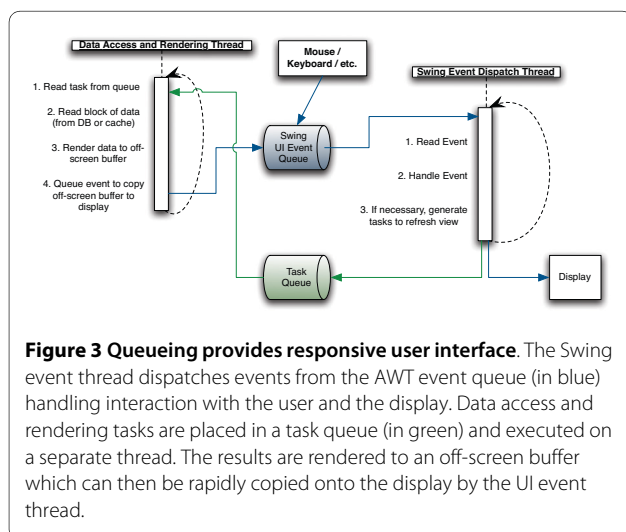 Data Access and Rendering Thread
1. Read task from queue
2. Read block of data
(from DB or cache)
3. Render data to off-
screen buffer
4. Queue event to copy
off-screen buffer to
display
Mouse /
Keyboard / etc.
Swing
UI Event
Queue
Swing Event Dispatch Thread
1. Read Event
2. Handle Event
3. If necessary, generate
tasks to refresh view
Task
Queue
Display
Figure 3 Queueing provides responsive user interface. The Swing
event thread dispatches events from the AWT event queue (in blue)
handling interaction with the user and the display. Data access and
rendering tasks are placed in a task queue (in green) and executed on
a separate thread. The results are rendered to an off-screen buffer
which can then be rapidly copied onto the display by the UI event
thread.